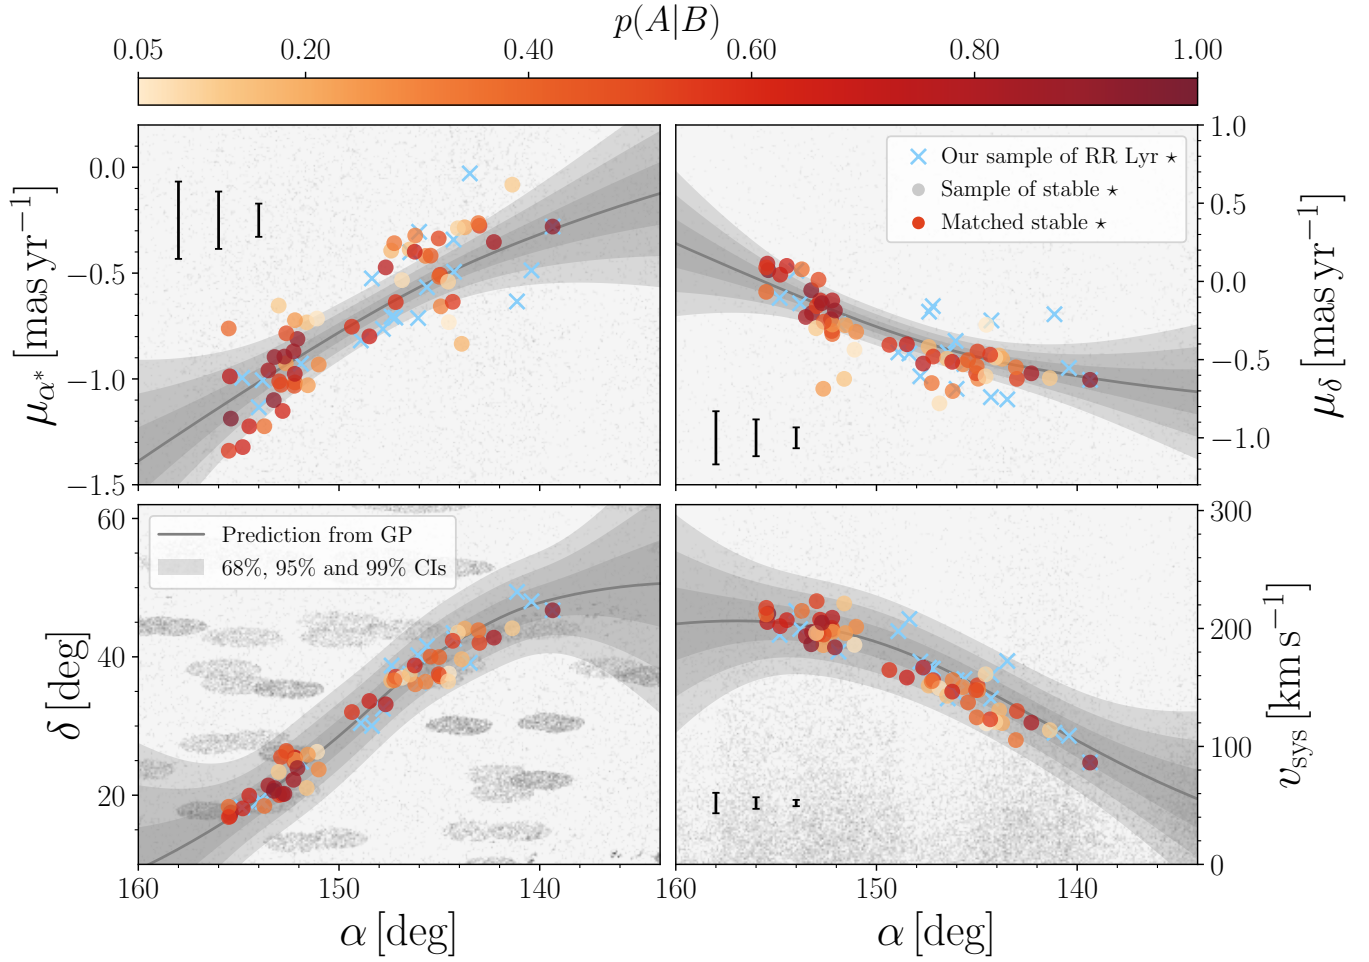 p(A|B)
0.05 0.20 0.40 0.60 0.80 1.00
0.0
−0.5
−1.0
−1.5
μα* [mas yr−1]
Our sample of RR Lyr ⋆
Sample of stable ⋆
Matched stable ⋆
1.0
0.5
0.0
−0.5
−1.0
μδ [mas yr−1]
60
40
20
δ [deg]
Prediction from GP
68%, 95% and 99% CIs
300
200
100
0
vsys [km s−1]
160 150 140
α [deg]
160 150 140
α [deg]